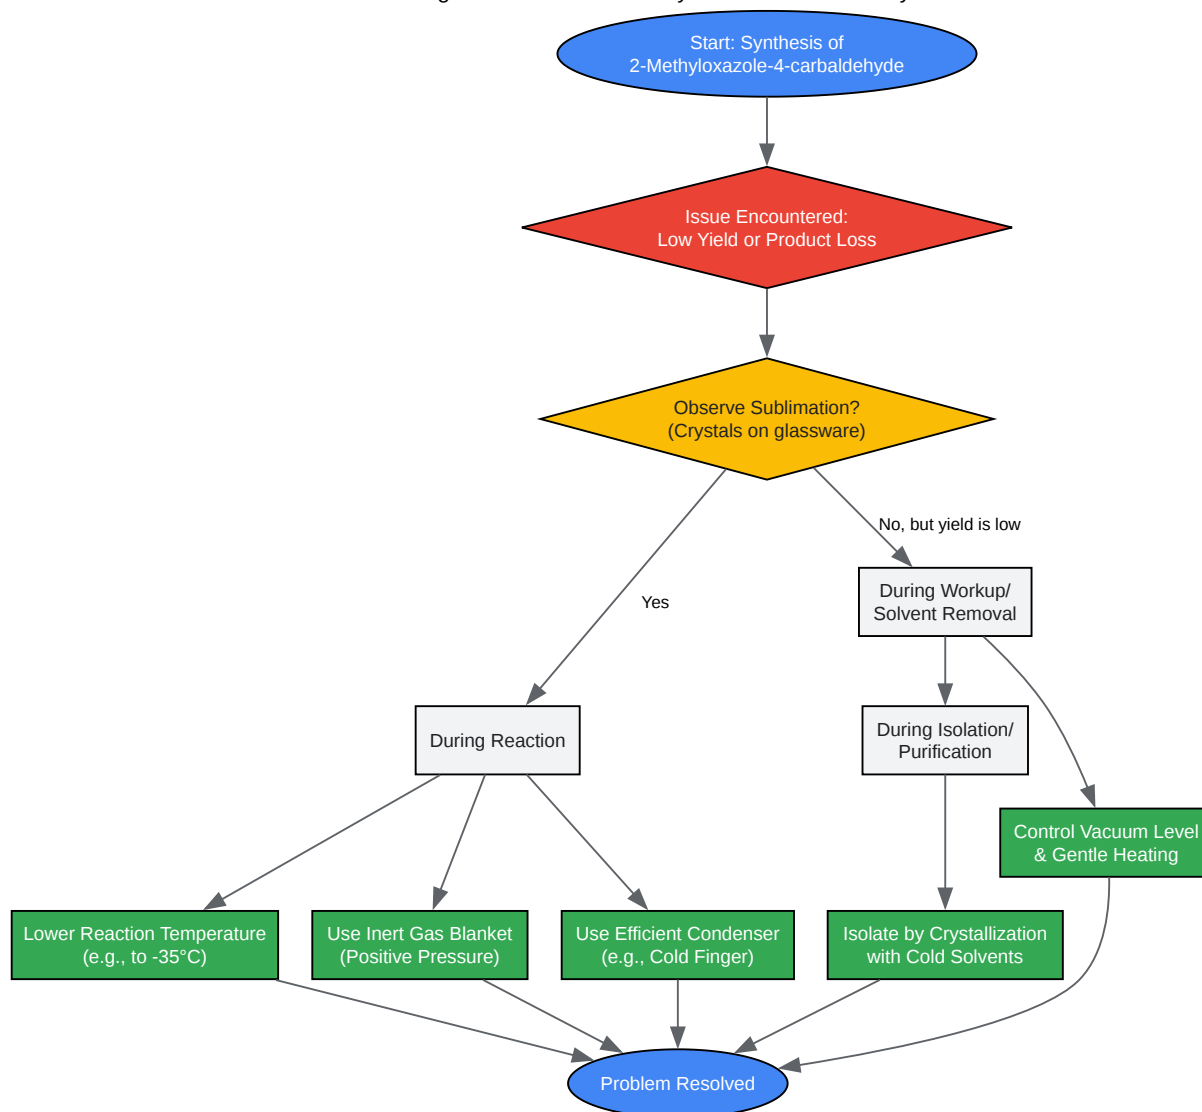 Start: Synthesis of
2-Methyloxazole-4-carbaldehyde
Issue Encountered:
Low Yield or Product Loss
Observe Sublimation?
(Crystals on glassware)
No, but yield is low
During Workup/
Solvent Removal
Yes
During Reaction
During Isolation/
Purification
Control Vacuum Level
& Gentle Heating
Lower Reaction Temperature
(e.g., to -35°C)
Use Inert Gas Blanket
(Positive Pressure)
Use Efficient Condenser
(e.g., Cold Finger)
Isolate by Crystallization
with Cold Solvents
Problem Resolved